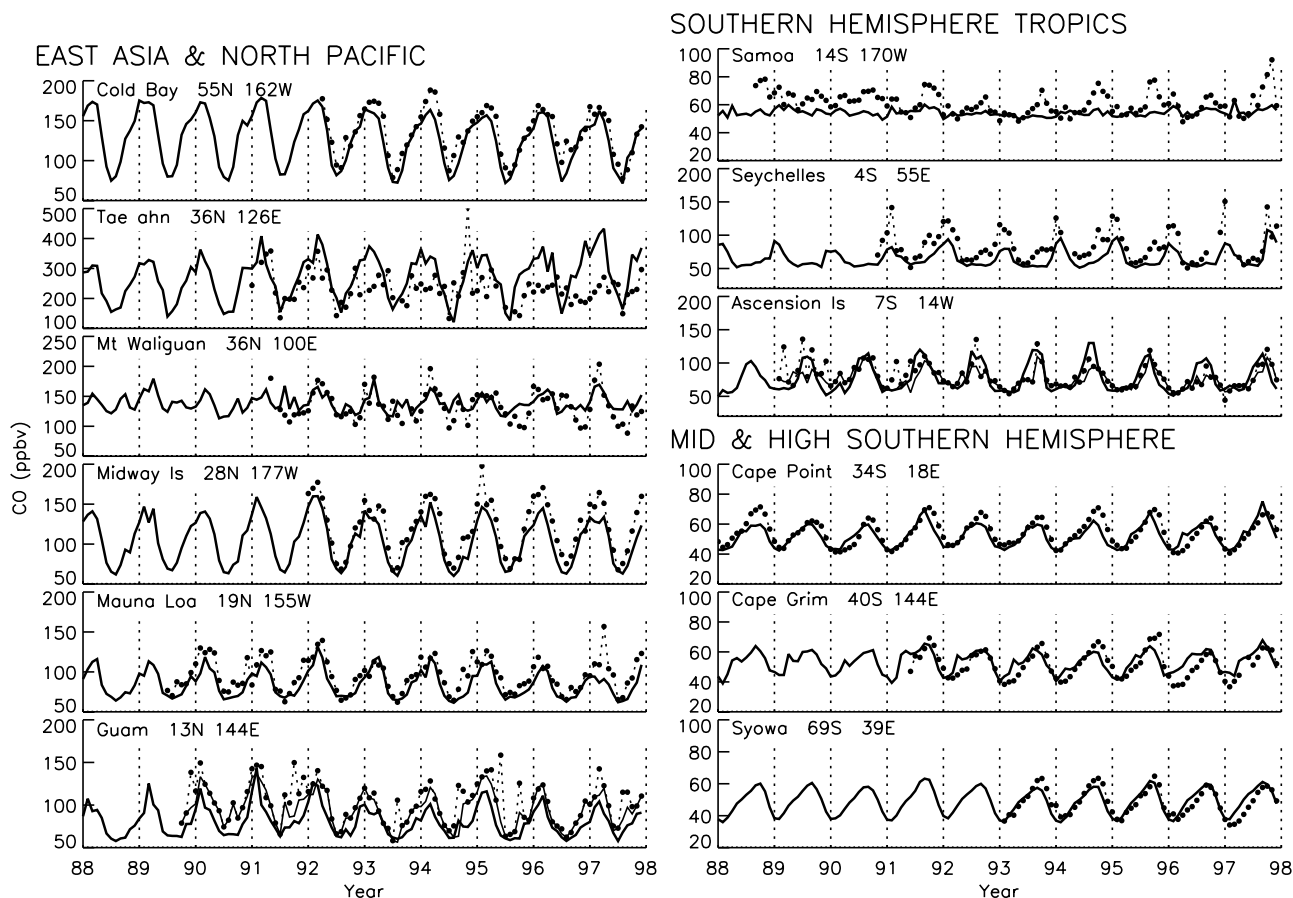 EAST ASIA & NORTH PACIFIC
CO (ppbv)
Cold Bay 55N 162W
200
150
100
50
Tae ahn 36N 126E
500
400
300
200
100
Mt Waliguan 36N 100E
250
200
150
100
50
Midway Is 28N 177W
200
150
100
50
Mauna Loa 19N 155W
200
150
100
50
Guam 13N 144E
200
150
100
50
88 89 90 91 92 93 94 95 96 97 98
Year
SOUTHERN HEMISPHERE TROPICS
Samoa 14S 170W
100
80
60
40
20
Seychelles 4S 55E
200
150
100
50
Ascension Is 7S 14W
200
150
100
50
MID & HIGH SOUTHERN HEMISPHERE
Cape Point 34S 18E
100
80
60
40
20
Cape Grim 40S 144E
100
80
60
40
20
Syowa 69S 39E
100
80
60
40
20
88 89 90 91 92 93 94 95 96 97 98
Year